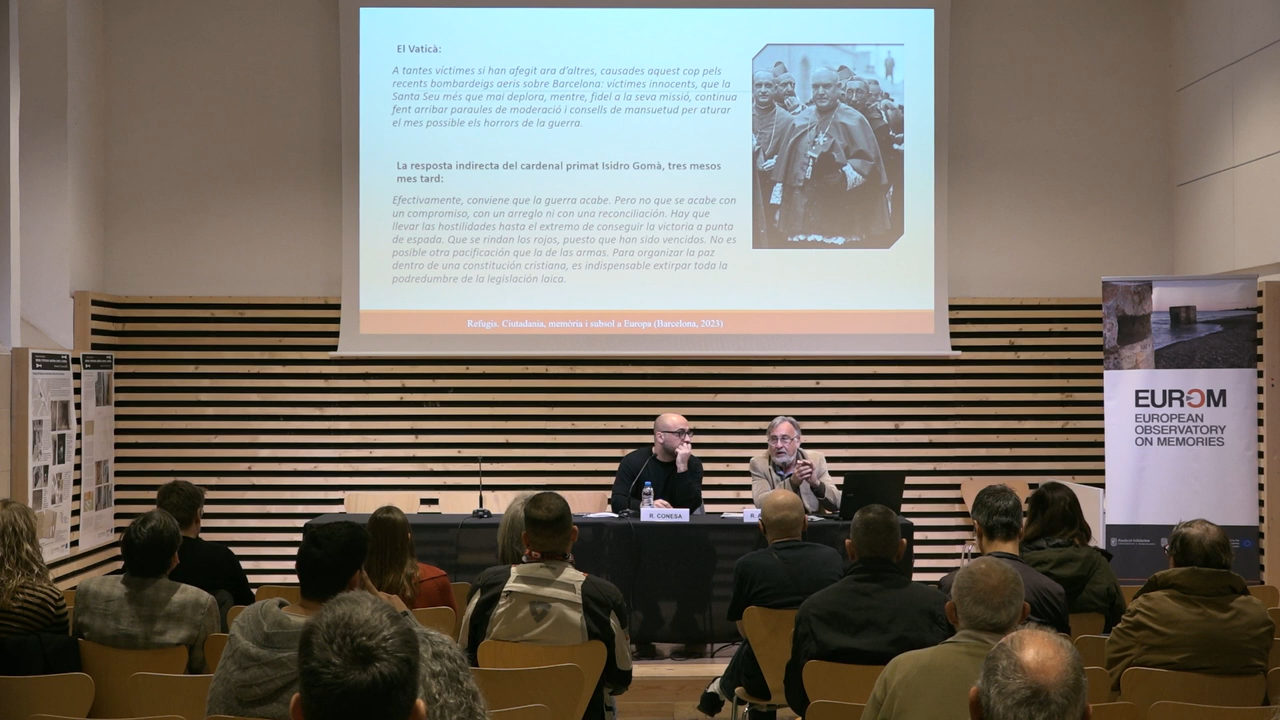 El Vaticà:
A tantes víctimes si han afegit ara d'altres, causades aquest cop pels
recents bombardeigs aeris sobre Barcelona: víctimes innocents, que la
Santa Seu més que mai deplora, mentre, fidel a la seva missió, continua
fent arribar paraules de moderació i consells de mansuetud per aturar
el mes possible els horrors de la guerra.
La resposta indirecta del cardenal primat Isidro Gomà, tres mesos
mes tard:
Efectivamente, conviene que la guerra acabe. Pero no que se acabe con
un compromiso, con un arreglo ni con una reconciliación. Hay que
llevar las hostilidades hasta el extremo de conseguir la victoria a punta
de espada. Que se rindan los rojos, puesto que han sido vencidos. No es
posible otra pacificación que la de las armas. Para organizar la paz
dentro de una constitución cristiana, es indispensable extirpar toda la
podredumbre de la legislación laica.
Refugis. Ciutadania, memòria i subsol a Europa (Barcelona, 2023)
EUROM
EUROPEAN
OBSERVATORY
ON MEMORIES
R. CONESA
R.